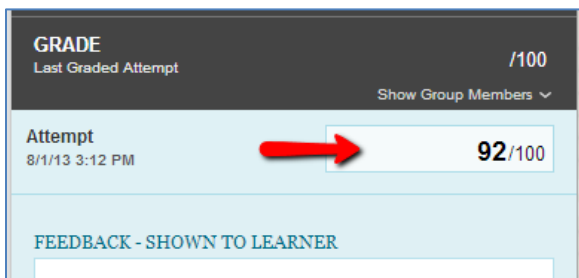 GRADE
Last Graded Attempt
/100
Show Group Members
Attempt
8/1/13 3:12 PM
92/100
FEEDBACK - SHOWN TO LEARNER